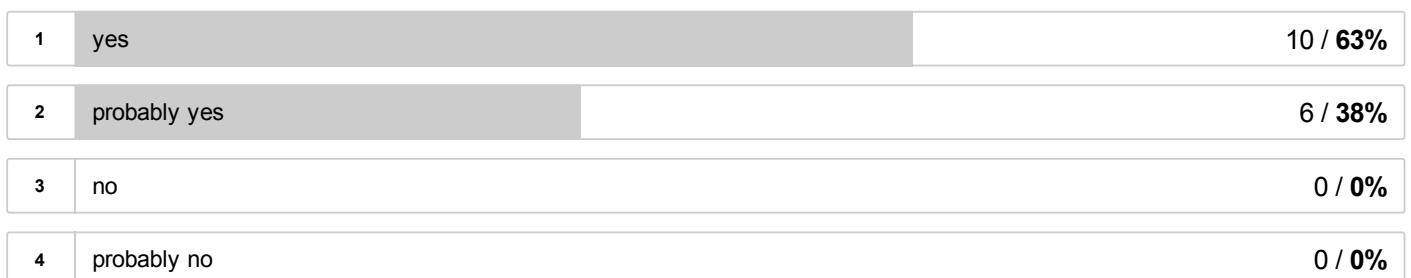 1 yes 10 / 63%
2 probably yes 6 / 38%
3 no 0 / 0%
4 probably no 0 / 0%